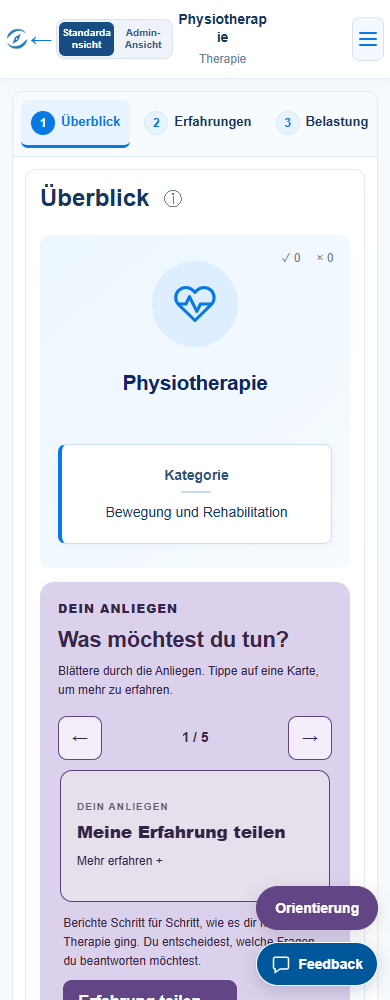 Standarda
nsicht
Admin-
Ansicht
Physiotherap
ie
Therapie
1 Überblick
2 Erfahrungen
3 Belastung
Überblick
✓ 0 × 0
Physiotherapie
Kategorie
Bewegung und Rehabilitation
DEIN ANLIEGEN
Was möchtest du tun?
Blättere durch die Anliegen. Tippe auf eine Karte,
um mehr zu erfahren.
← 1 / 5 →
DEIN ANLIEGEN
Meine Erfahrung teilen
Mehr erfahren +
Orientierung
Berichte Schritt für Schritt, wie es dir
Therapie ging. Du entscheidest, welche Fragen
du beantworten möchtest.
Feedback
Erfahrung teilen